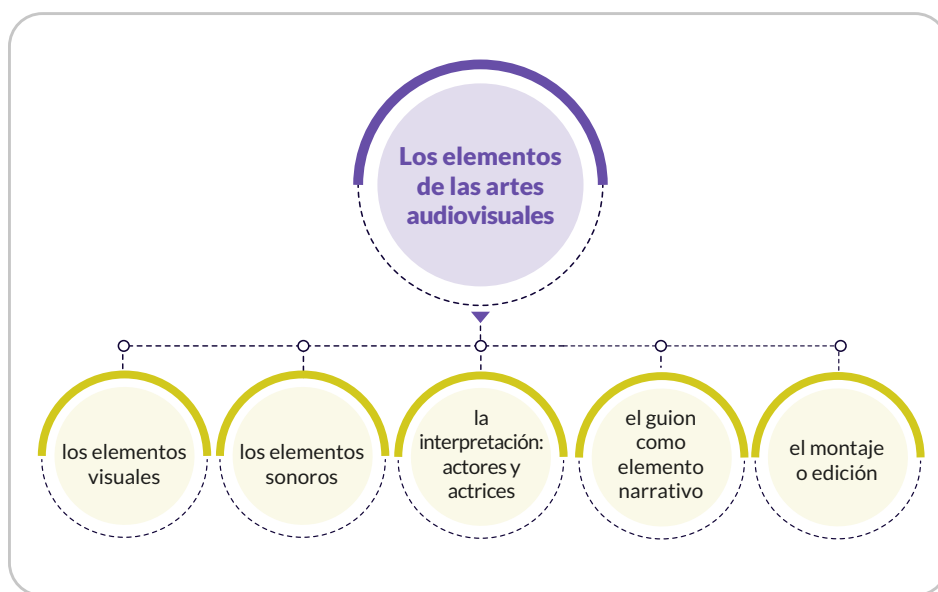 Los elementos
de las artes
audiovisuales
los elementos
visuales
los elementos
sonoros
la
interpretación:
actores y
actrices
el guion
como
elemento
narrativo
el montaje
o edición